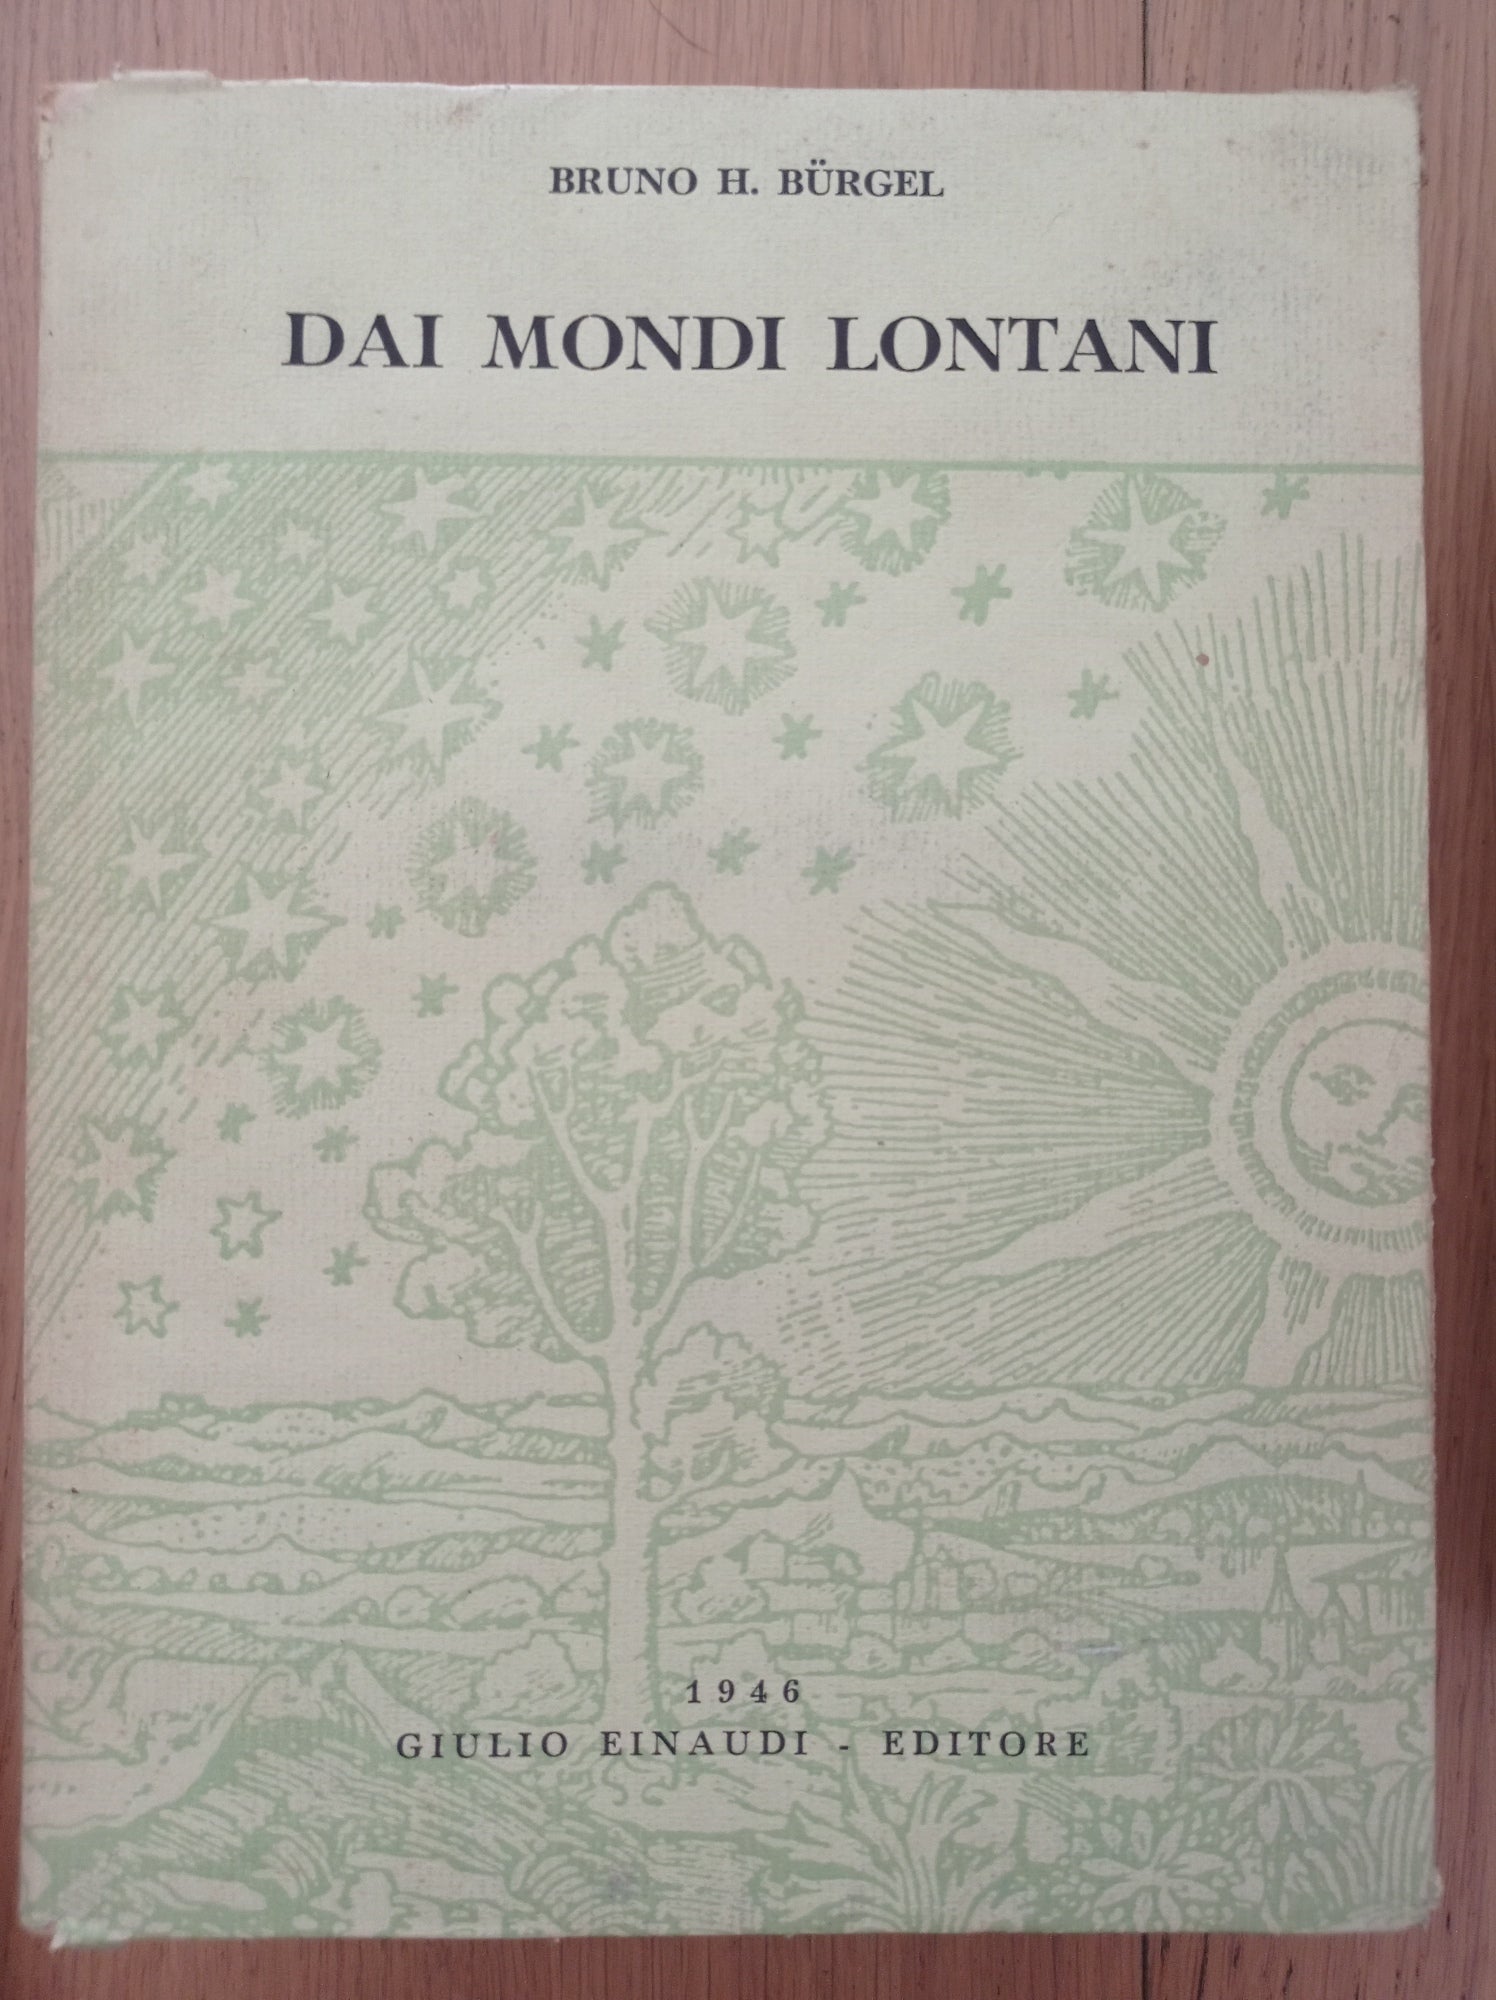 BRUNO H. BÜRGEL
DAI MONDI LONTANI
1946
GIULIO EINAUDI - EDITORE